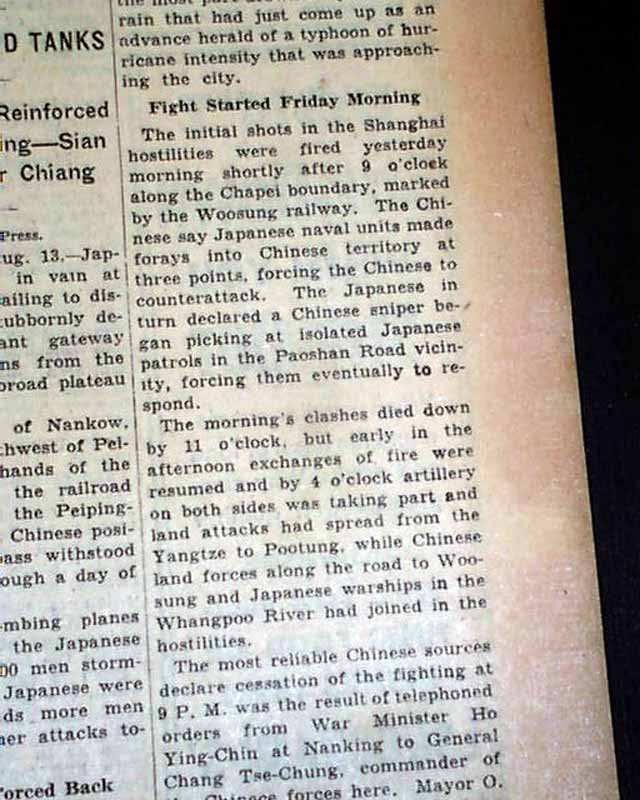 D TANKS
Reinforced
ing—Sian
r Chiang
Press.
ug. 13.—Jap-
in vain at
ailing to dis-
tubbornly de-
ant gateway
ns from the
broad plateau
of Nankow,
hwest of Pei-
hands of the
the railroad
the Peiping-
Chinese posi-
pass withstood
ough a day of
mbing planes
the Japanese
00 men storm-
Japanese were
ds more men
ner attacks to-
Forced Back
rain that had just come up as an
advance herald of a typhoon of hur-
ricane intensity that was approach-
ing the city.
Fight Started Friday Morning
The initial shots in the Shanghai
hostilities were fired yesterday
morning shortly after 9 o'clock
along the Chapei boundary, marked
by the Woosung railway. The Chi-
nese say Japanese naval units made
forays into Chinese territory at
three points, forcing the Chinese to
counterattack. The Japanese in
turn declared a Chinese sniper be-
gan picking at isolated Japanese
patrols in the Paoshan Road vicin-
ity, forcing them eventually to re-
spond.
The morning's clashes died down
by 11 o'clock, but early in the
afternoon exchanges of fire were
resumed and by 4 o'clock artillery
on both sides was taking part and
land attacks had spread from the
Yangtze to Pootung, while Chinese
land forces along the road to Woo-
sung and Japanese warships in the
Whangpoo River had joined in the
hostilities.
The most reliable Chinese sources
declare cessation of the fighting at
9 P. M. was the result of telephoned
orders from War Minister Ho
Ying-Chin at Nanking to General
Chang Tse-Chung, commander of
the Chinese forces here. Mayor O.